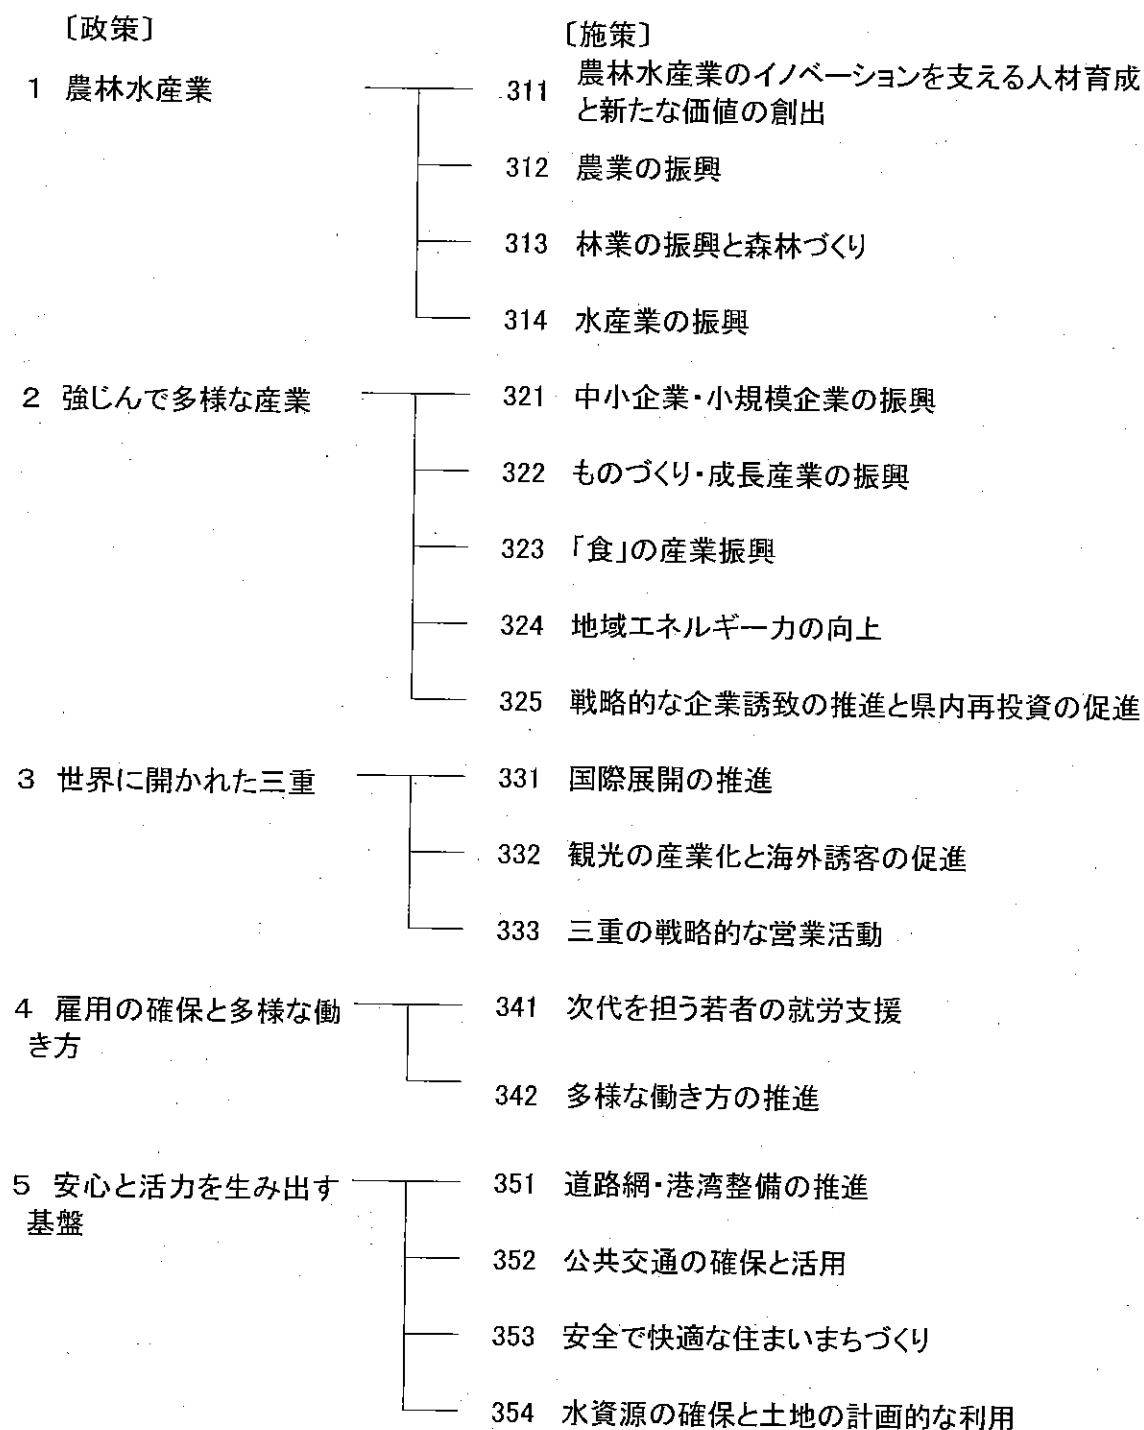 〔政策〕
〔施策〕
1 農林水産業
311 農林水産業のイノベーションを支える人材育成
と新たな価値の創出
312 農業の振興
313 林業の振興と森林づくり
314 水産業の振興
2 強じんで多様な産業
321 中小企業・小規模企業の振興
322 ものづくり・成長産業の振興
323 「食」の産業振興
324 地域エネルギー力の向上
325 戦略的な企業誘致の推進と県内再投資の促進
3 世界に開かれた三重
331 国際展開の推進
332 観光の産業化と海外誘客の促進
333 三重の戦略的な営業活動
4 雇用の確保と多様な働
き方
341 次代を担う若者の就労支援
342 多様な働き方の推進
5 安心と活力を生み出す
基盤
351 道路網・港湾整備の推進
352 公共交通の確保と活用
353 安全で快適な住まいまちづくり
354 水資源の確保と土地の計画的な利用